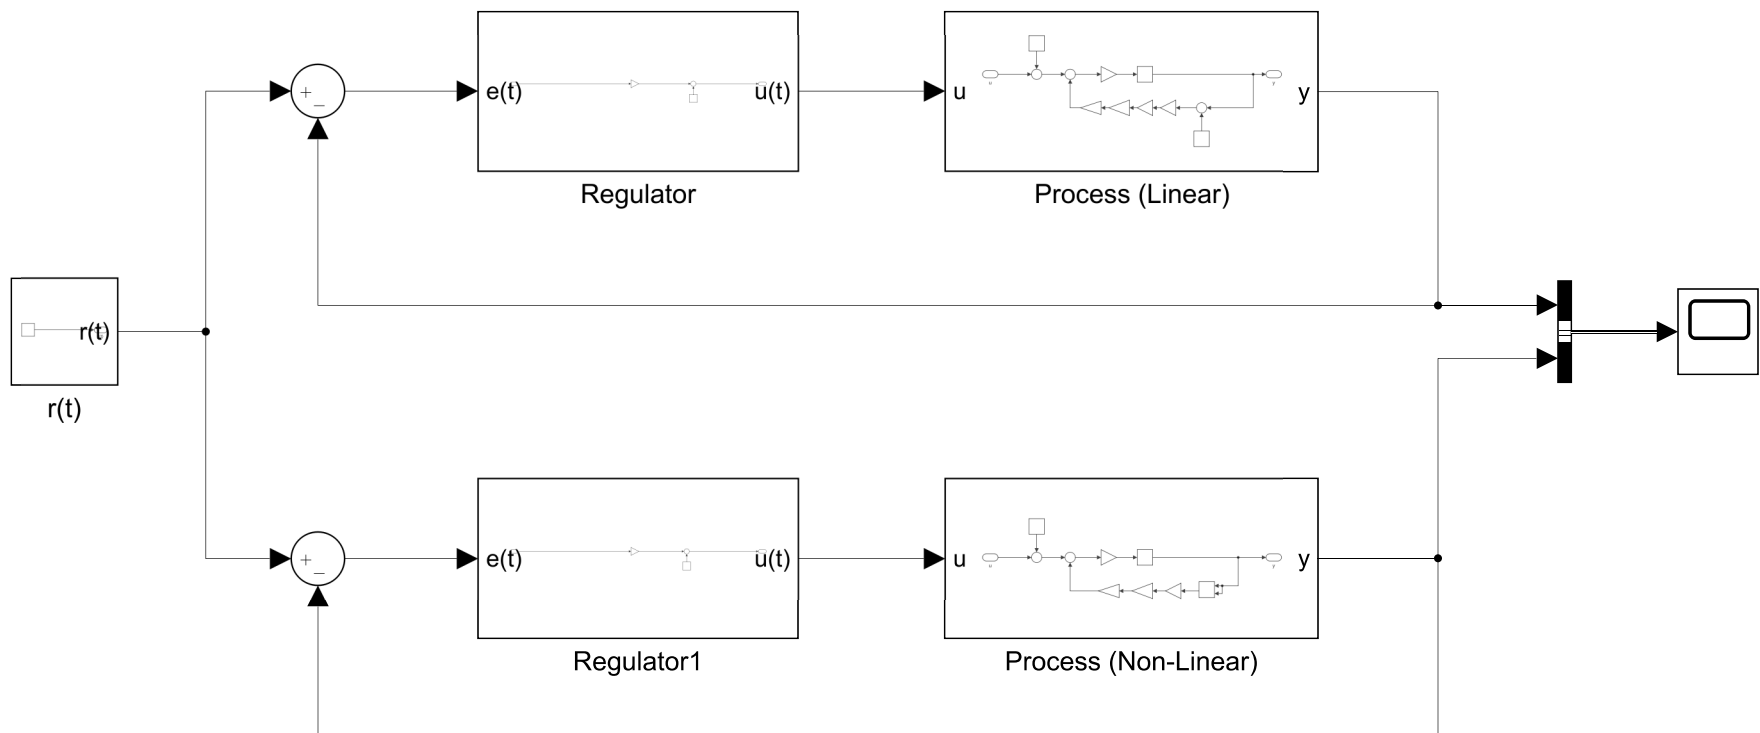 +
−
e(t)
u(t)
Regulator
u
u
y
y
Process (Linear)
r(t)
r(t)
+
−
e(t)
u(t)
Regulator1
u
u
y
y
Process (Non-Linear)